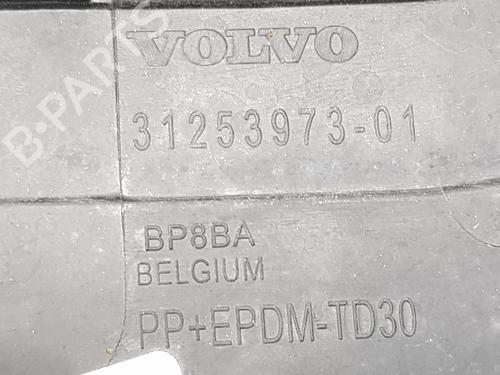 VOLVO
31253973-01
BP8BA
BELGIUM
PP+EPDM-TD30
B-PARTS